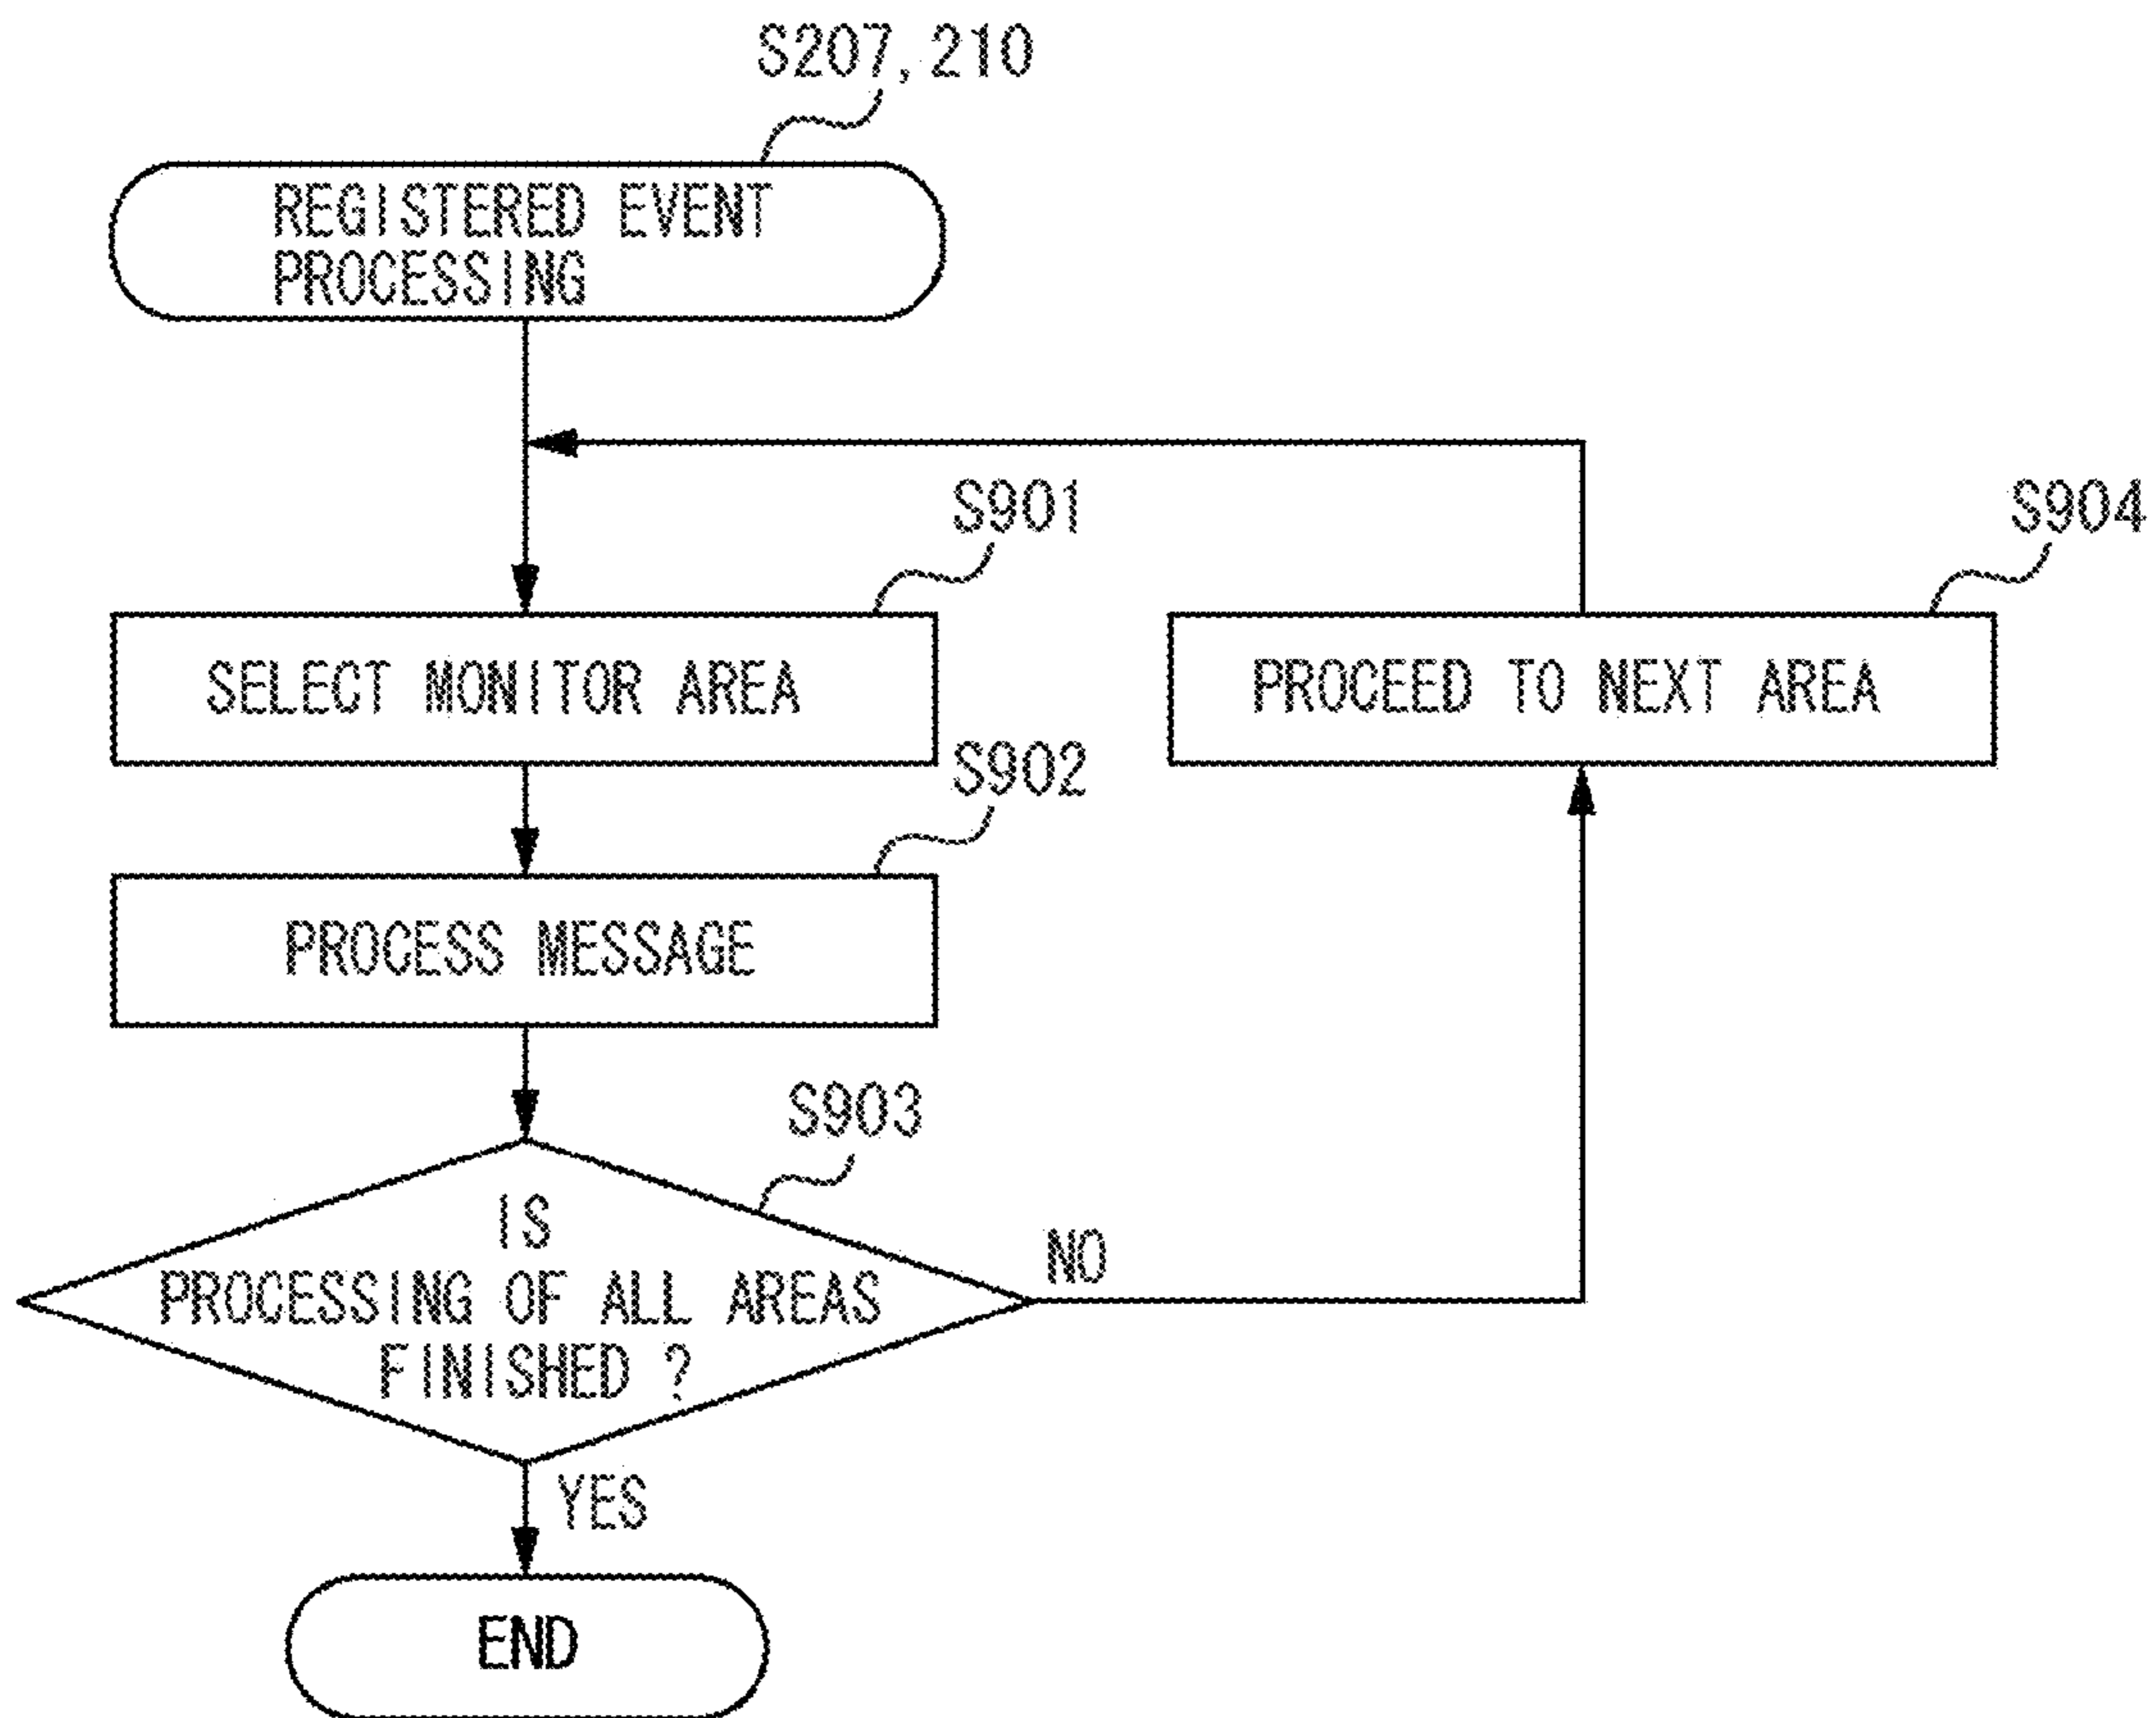 S207, 210
REGISTERED EVENT
PROCESSING
S901
SELECT MONITOR AREA
S904
PROCEED TO NEXT AREA
S902
PROCESS MESSAGE
S903
IS
PROCESSING OF ALL AREAS
FINISHED ?
NO
YES
END